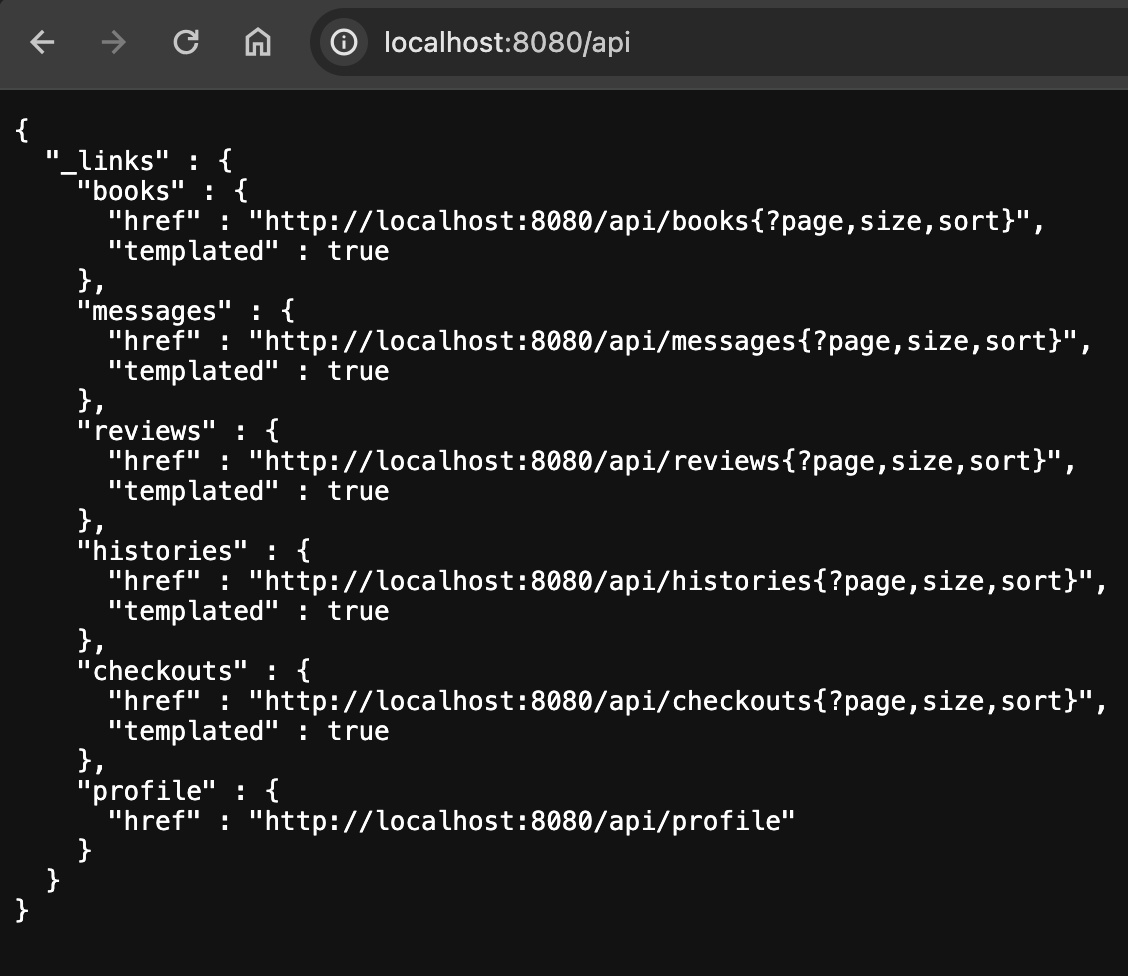 localhost:8080/api
{
  "_links" : {
    "books" : {
      "href" : "http://localhost:8080/api/books{?page,size,sort}",
      "templated" : true
    },
    "messages" : {
      "href" : "http://localhost:8080/api/messages{?page,size,sort}",
      "templated" : true
    },
    "reviews" : {
      "href" : "http://localhost:8080/api/reviews{?page,size,sort}",
      "templated" : true
    },
    "histories" : {
      "href" : "http://localhost:8080/api/histories{?page,size,sort}",
      "templated" : true
    },
    "checkouts" : {
      "href" : "http://localhost:8080/api/checkouts{?page,size,sort}",
      "templated" : true
    },
    "profile" : {
      "href" : "http://localhost:8080/api/profile"
    }
  }
}